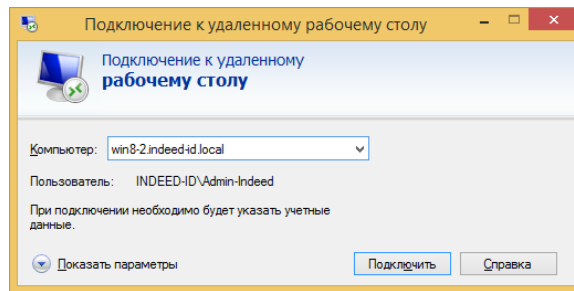 Подключение к удаленному рабочему столу
Подключение к удаленному
рабочему столу
Компьютер: win8-2.indeed-id.local
Пользователь: INDEED-ID\Admin-Indeed
При подключении необходимо будет указать учетные
данные.
Показать параметры Подключить Справка